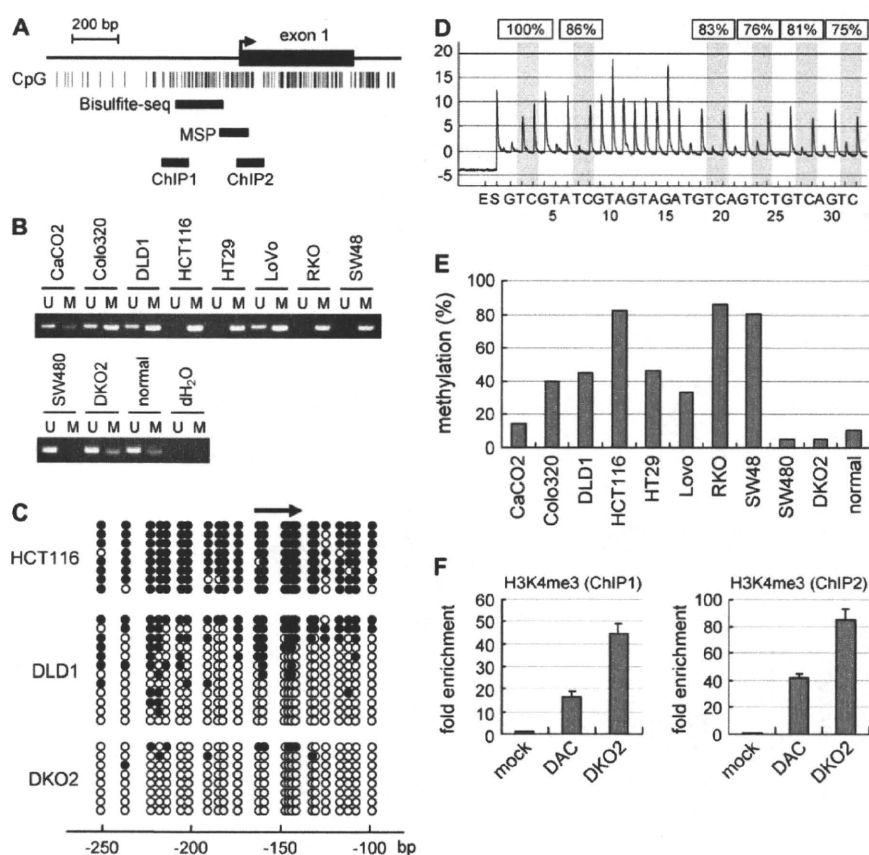 A
200 bp
exon 1
CpG
Bisulfite-seq
MSP
ChIP1
ChIP2
B
CaCO2
Colo320
DLD1
HCT116
HT29
LoVo
RKO
SW48
U M U M U M U M U M U M U M U M
SW480
DKO2
normal
dH₂O
U M U M U M U M
C
HCT116
DLD1
DKO2
-250
-200
-150
-100
bp
D
100%
86%
83%
76%
81%
75%
20
15
10
5
0
-5
E S G T C G T A T C G T A G T A G A T G T C A G T C T G T C A G T C
5
10
15
20
25
30
E
methylation (%)
100
80
60
40
20
0
CaCO2
Colo320
DLD1
HCT116
HT29
Lovo
RKO
SW48
SW480
DKO2
normal
F
H3K4me3 (ChIP1)
fold enrichment
60
50
40
30
20
10
0
mock
DAC
DKO2
H3K4me3 (ChIP2)
fold enrichment
100
80
60
40
20
0
mock
DAC
DKO2